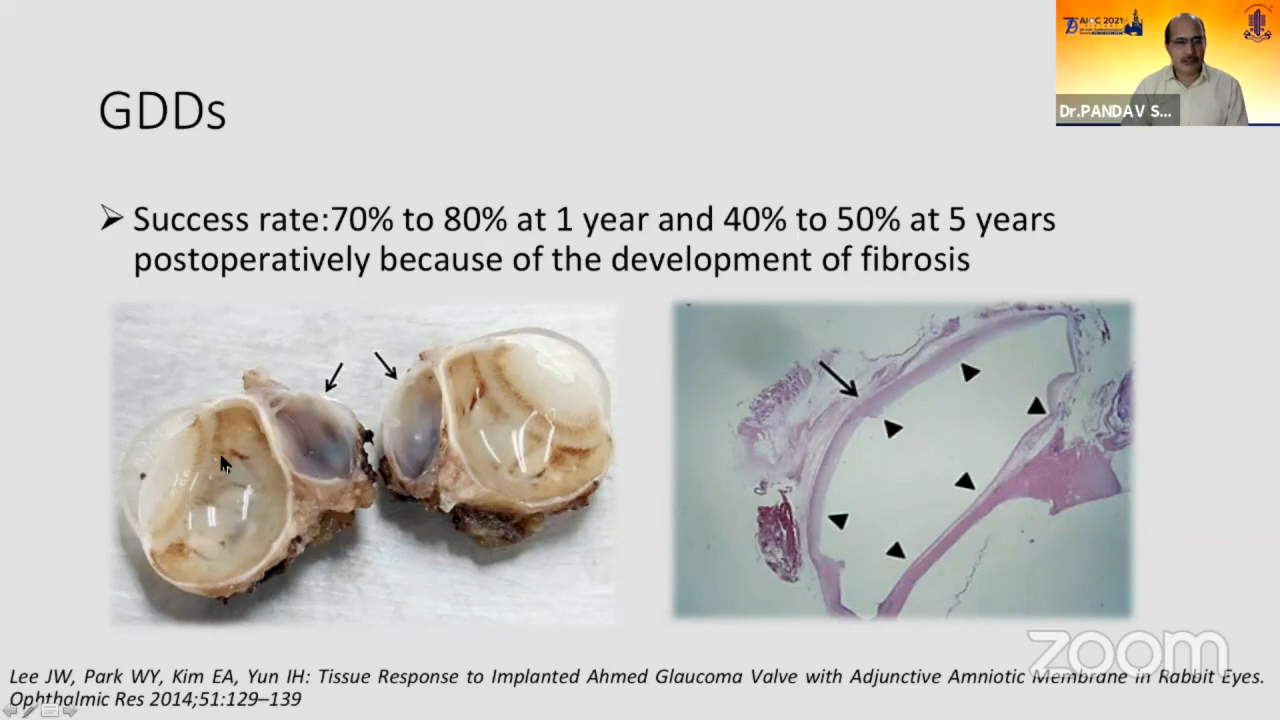 AIOC 2021
Dr.PANDAV S...
GDDs
➢ Success rate:70% to 80% at 1 year and 40% to 50% at 5 years
postoperatively because of the development of fibrosis
zoom
Lee JW, Park WY, Kim EA, Yun IH: Tissue Response to Implanted Ahmed Glaucoma Valve with Adjunctive Amniotic Membrane in Rabbit Eyes.
Ophthalmic Res 2014;51:129–139